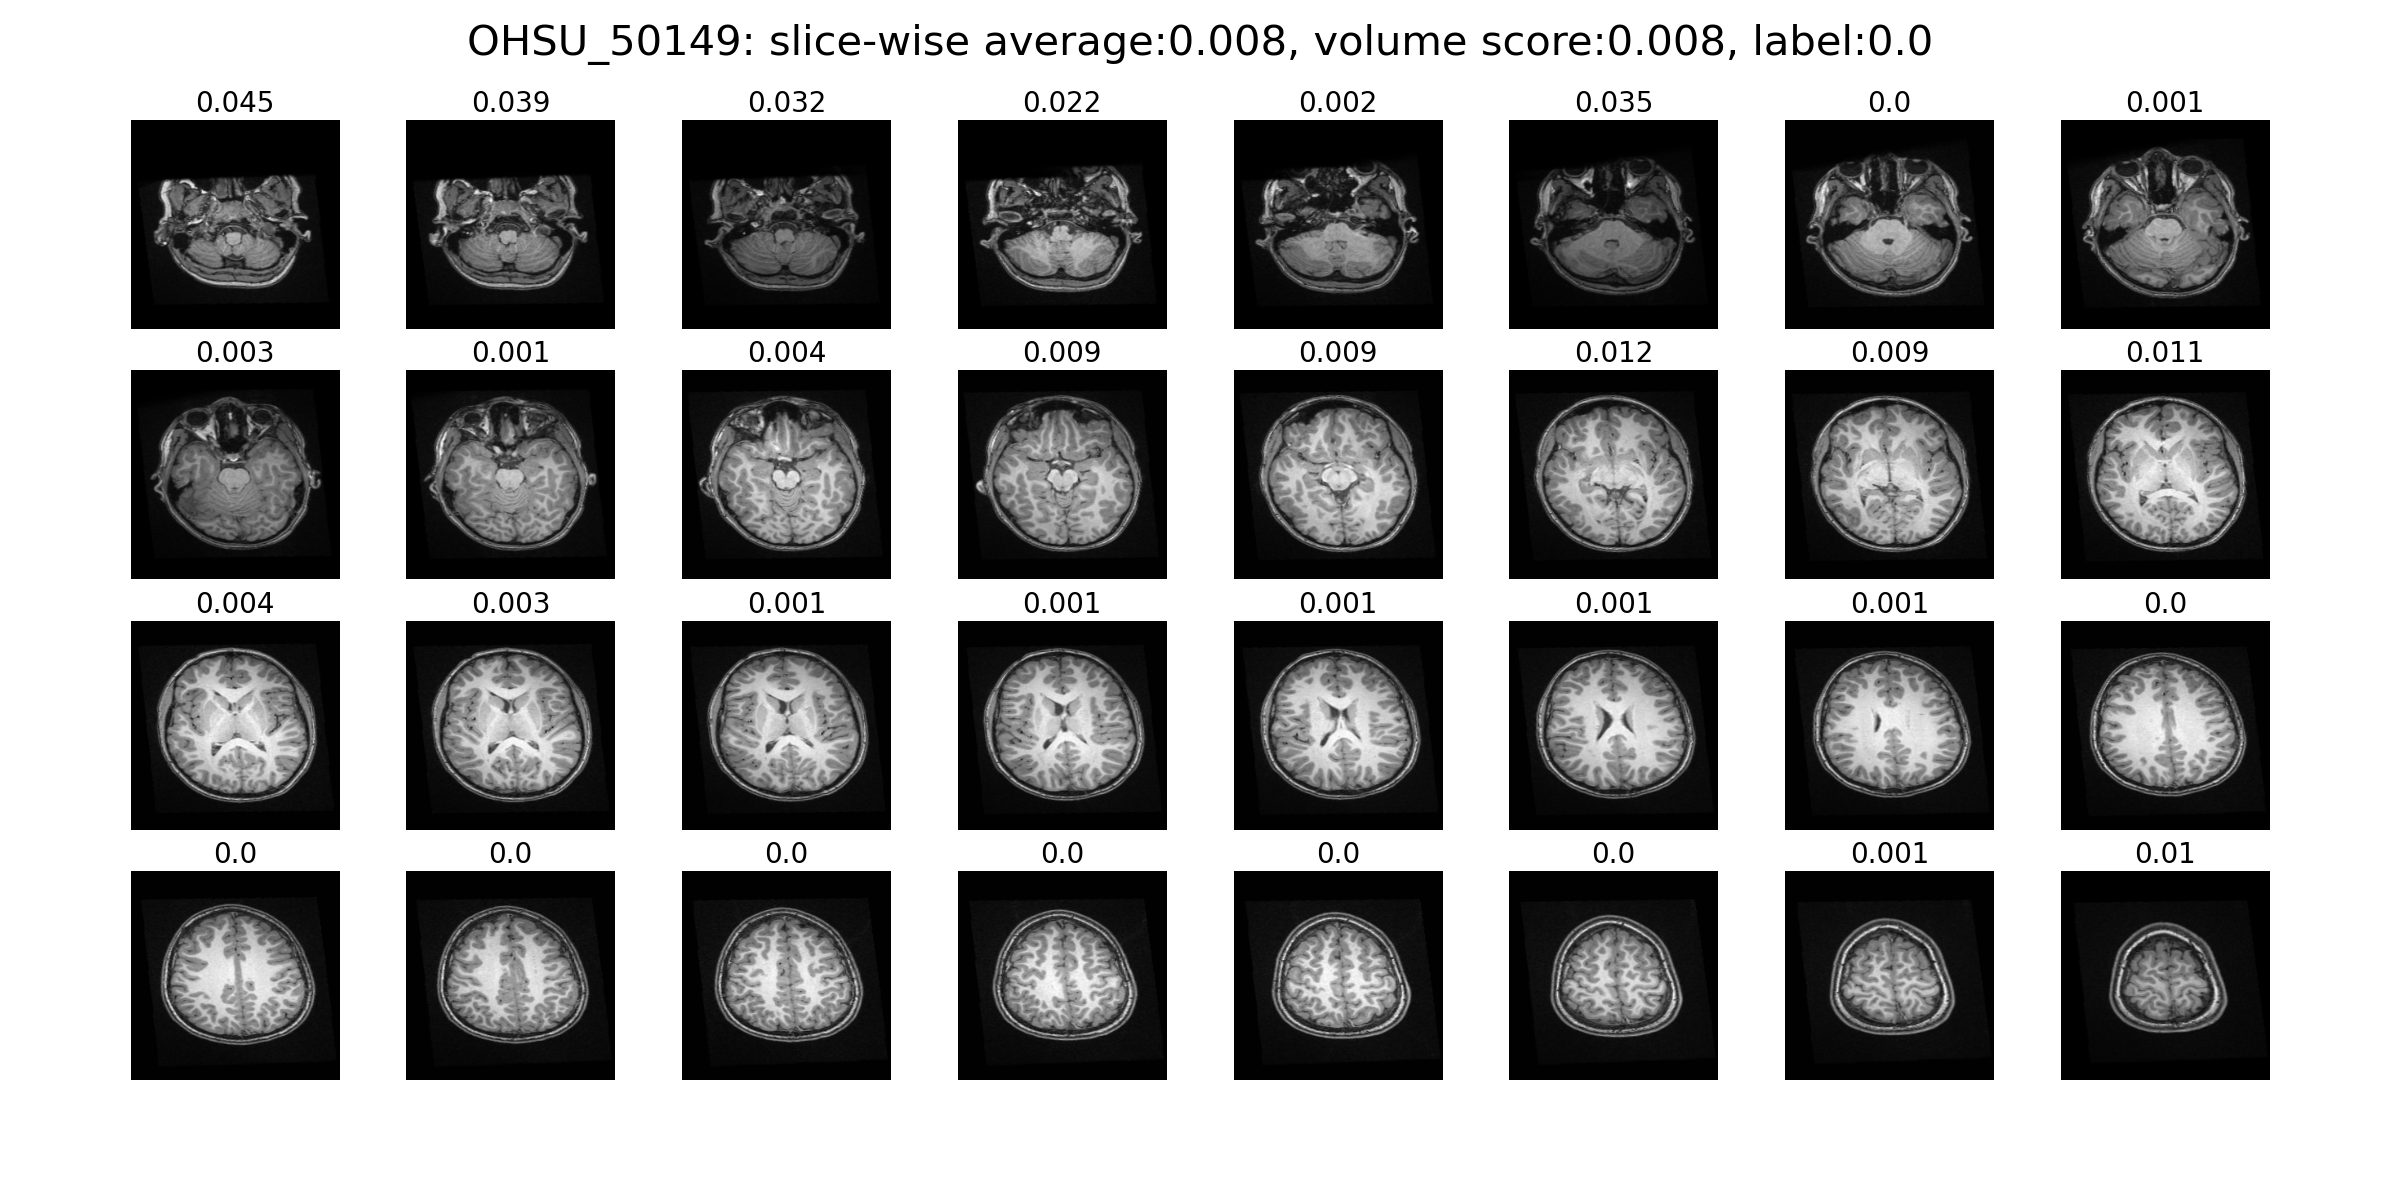 OHSU_50149: slice-wise average:0.008, volume score:0.008, label:0.0
0.045 0.039 0.032 0.022 0.002 0.035 0.0 0.001
0.003 0.001 0.004 0.009 0.009 0.012 0.009 0.011
0.004 0.003 0.001 0.001 0.001 0.001 0.001 0.0
0.0 0.0 0.0 0.0 0.0 0.0 0.001 0.01